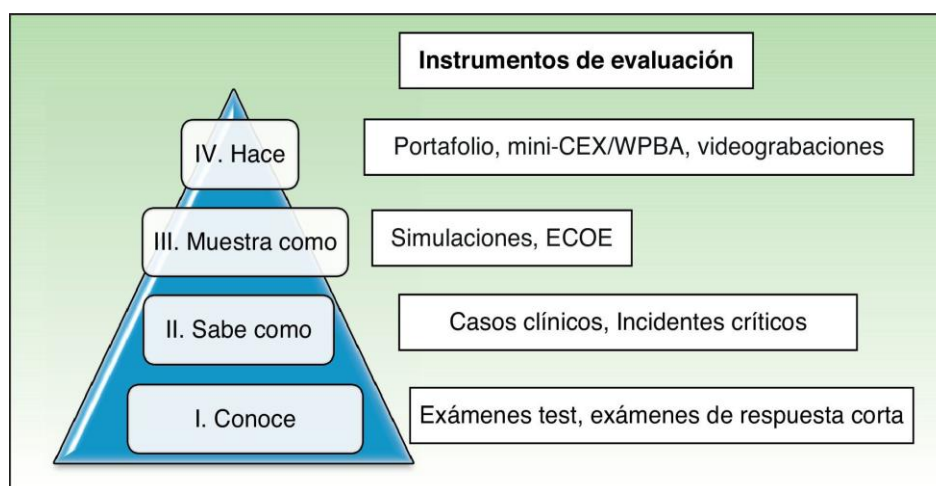 Instrumentos de evaluación
IV. Hace
Portafolio, mini-CEX/WPBA, videograbaciones
III. Muestra como
Simulaciones, ECOE
II. Sabe como
Casos clínicos, Incidentes críticos
I. Conoce
Exámenes test, exámenes de respuesta corta